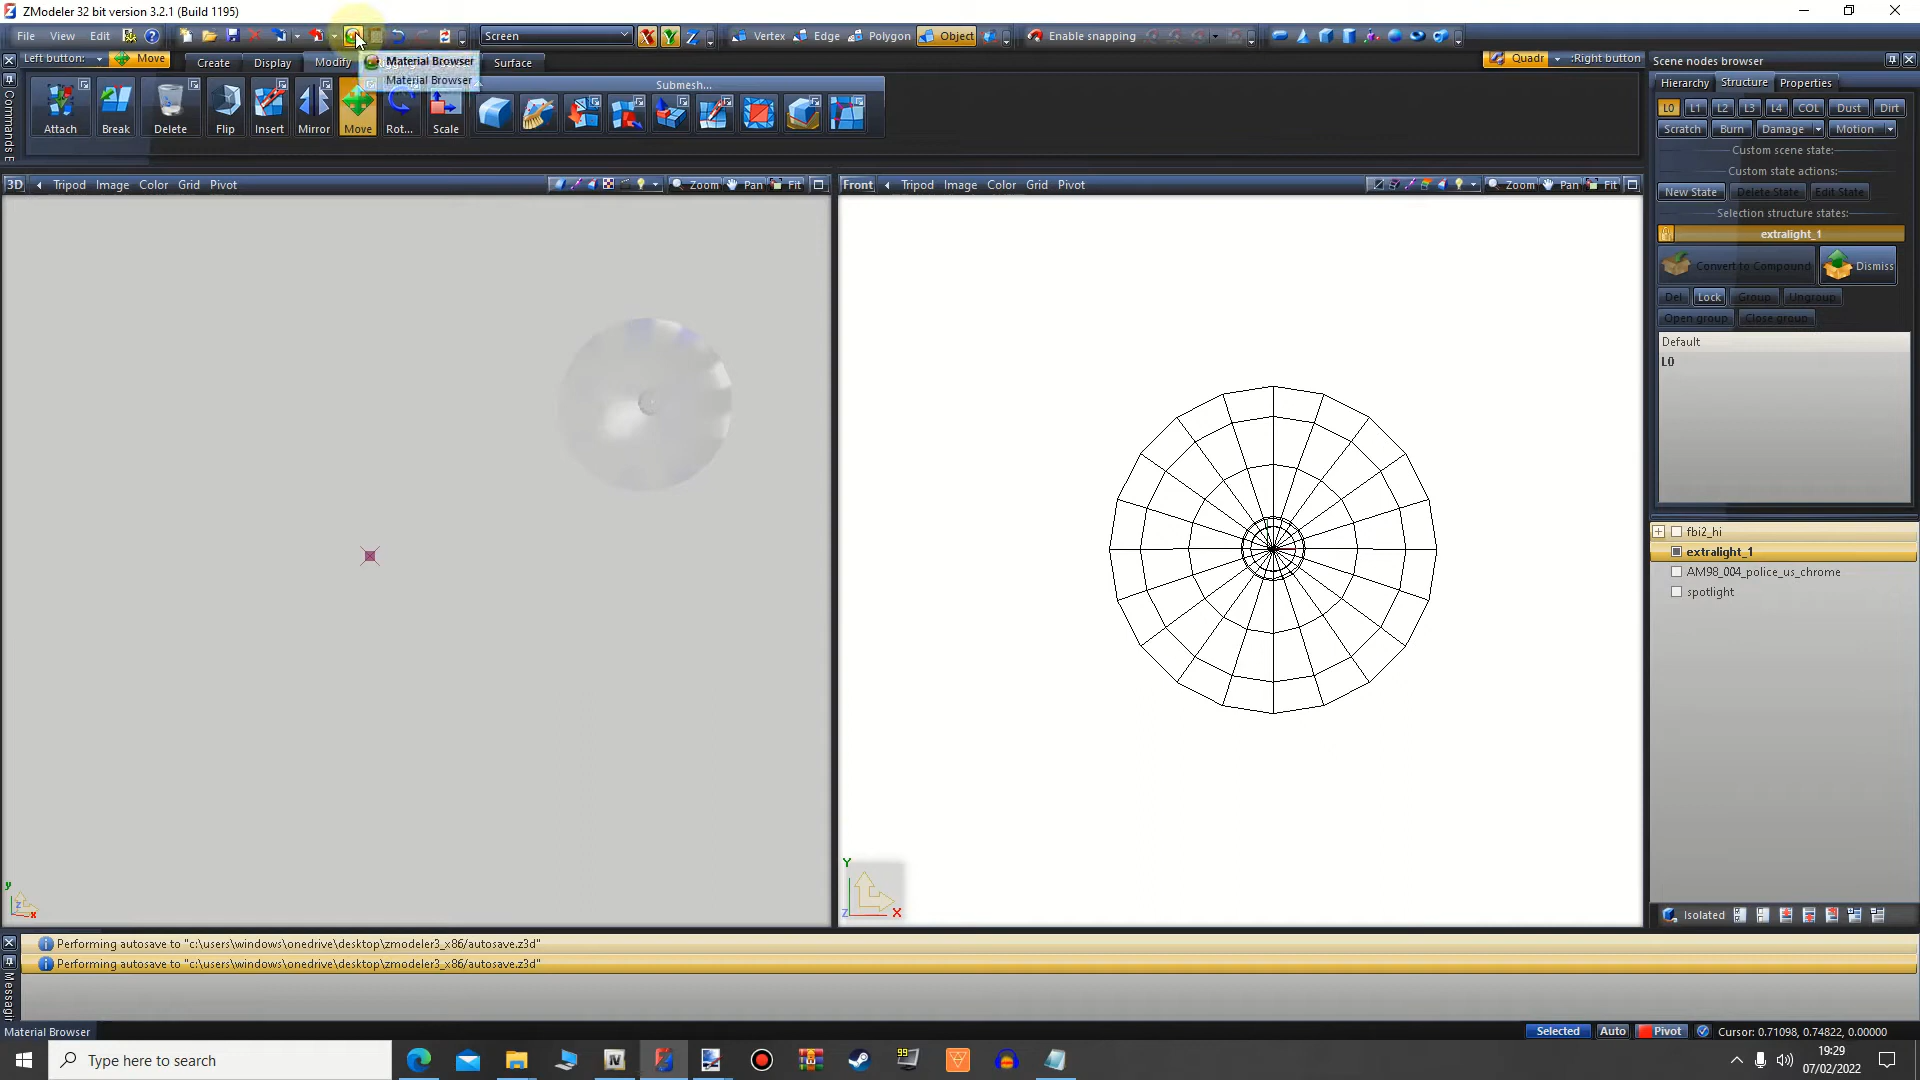 ZModeler 32 bit version 3.2.1 (Build 1195)
File View Edit Screen Vertex Edge Polygon Object Enable snapping
Left button: Move Create Display Modify Surface Quadr :Right button
Material Browser
Material Browser
Submesh...
Attach Break Delete Flip Insert Mirror Move Rot... Scale
Commands E
3D Tripod Image Color Grid Pivot Zoom Pan Fit
Front Tripod Image Color Grid Pivot Zoom Pan Fit
Y
Z X
y
z x
Scene nodes browser
Hierarchy Structure Properties
L0 L1 L2 L3 L4 COL Dust Dirt
Scratch Burn Damage Motion
Custom scene state:
Custom state actions:
New State Delete State Edit State
Selection structure states:
extralight_1
Convert to Compound Dismiss
Del Lock Group Ungroup
Open group Close group
Default
L0
fbi2_hi
extralight_1
AM98_004_police_us_chrome
spotlight
Isolated
Performing autosave to "c:\users\windows\onedrive\desktop\zmodeler3_x86/autosave.z3d"
Performing autosave to "c:\users\windows\onedrive\desktop\zmodeler3_x86/autosave.z3d"
Messagin
Material Browser Selected Auto Pivot Cursor: 0.71098, 0.74822, 0.00000
Type here to search
19:29
07/02/2022